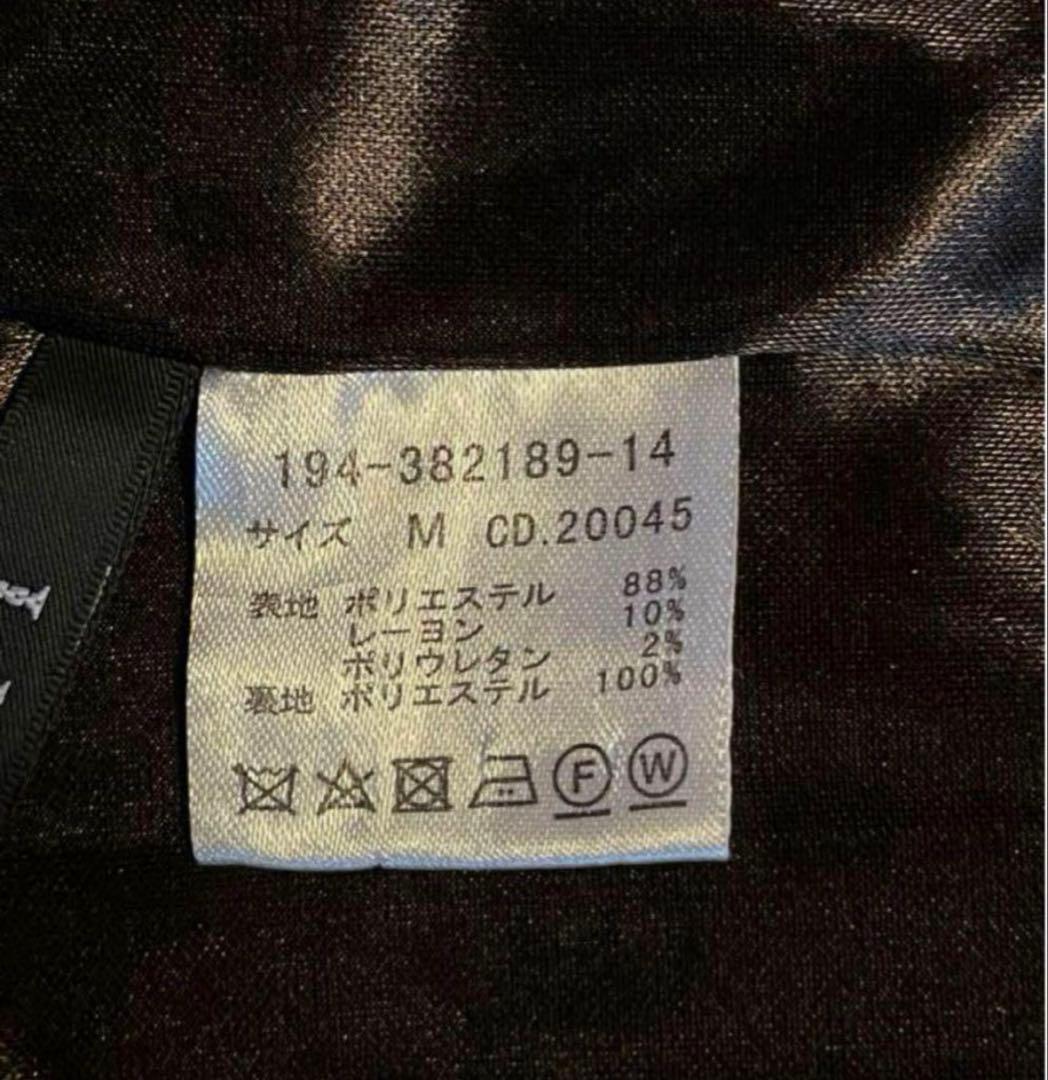 194-382189-14
サイズ M CD.20045
表地 ポリエステル 88%
レーヨン 10%
ポリウレタン 2%
裏地 ポリエステル 100%
F W